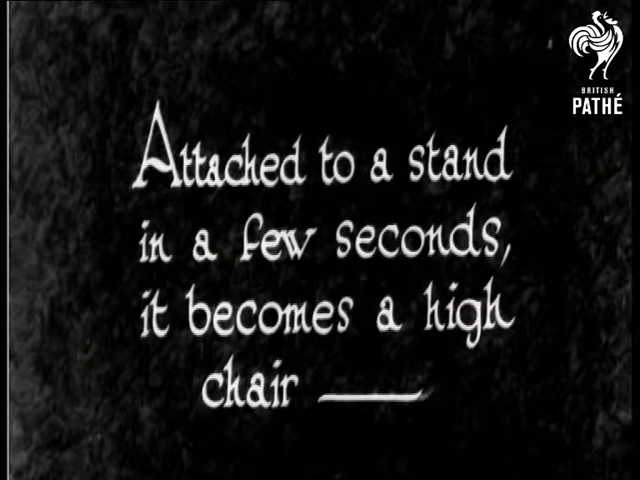 BRITISH
PATHÉ
Attached to a stand
in a few seconds,
it becomes a high
chair ——